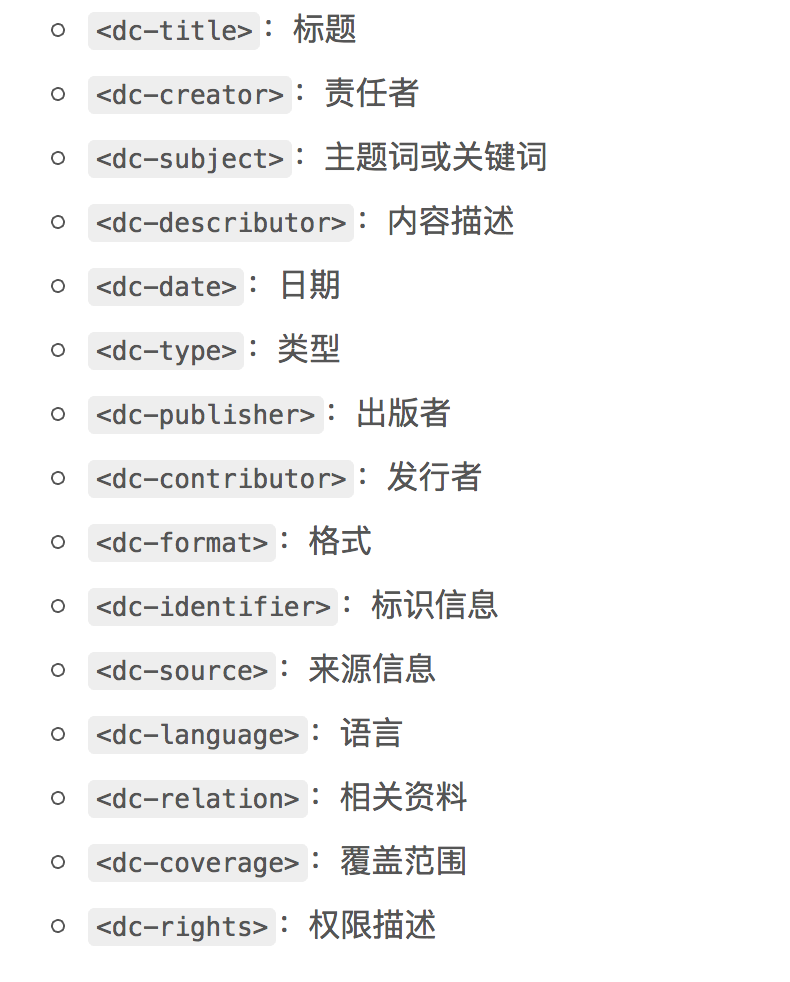 <dc-title>：标题
<dc-creator>：责任者
<dc-subject>：主题词或关键词
<dc-descributor>：内容描述
<dc-date>：日期
<dc-type>：类型
<dc-publisher>：出版者
<dc-contributor>：发行者
<dc-format>：格式
<dc-identifier>：标识信息
<dc-source>：来源信息
<dc-language>：语言
<dc-relation>：相关资料
<dc-coverage>：覆盖范围
<dc-rights>：权限描述